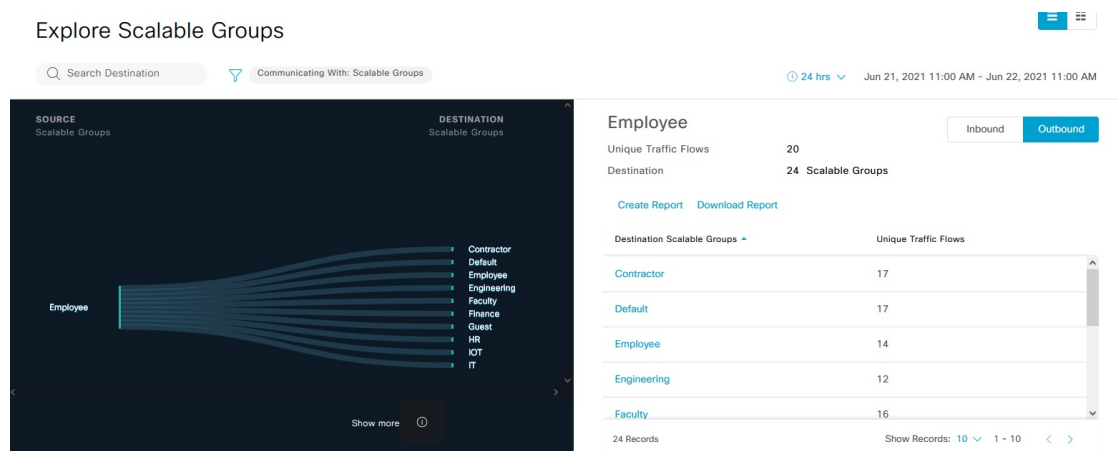 Explore Scalable Groups
Search Destination
Communicating With: Scalable Groups
24 hrs
Jun 21, 2021 11:00 AM - Jun 22, 2021 11:00 AM
SOURCE
Scalable Groups
DESTINATION
Scalable Groups
Employee
Contractor
Default
Employee
Engineering
Faculty
Finance
Guest
HR
IOT
IT
Show more
Employee
Inbound
Outbound
Unique Traffic Flows 20
Destination 24 Scalable Groups
Create Report Download Report
Destination Scalable Groups Unique Traffic Flows
Contractor 17
Default 17
Employee 14
Engineering 12
Faculty 16
24 Records Show Records: 10 1 - 10